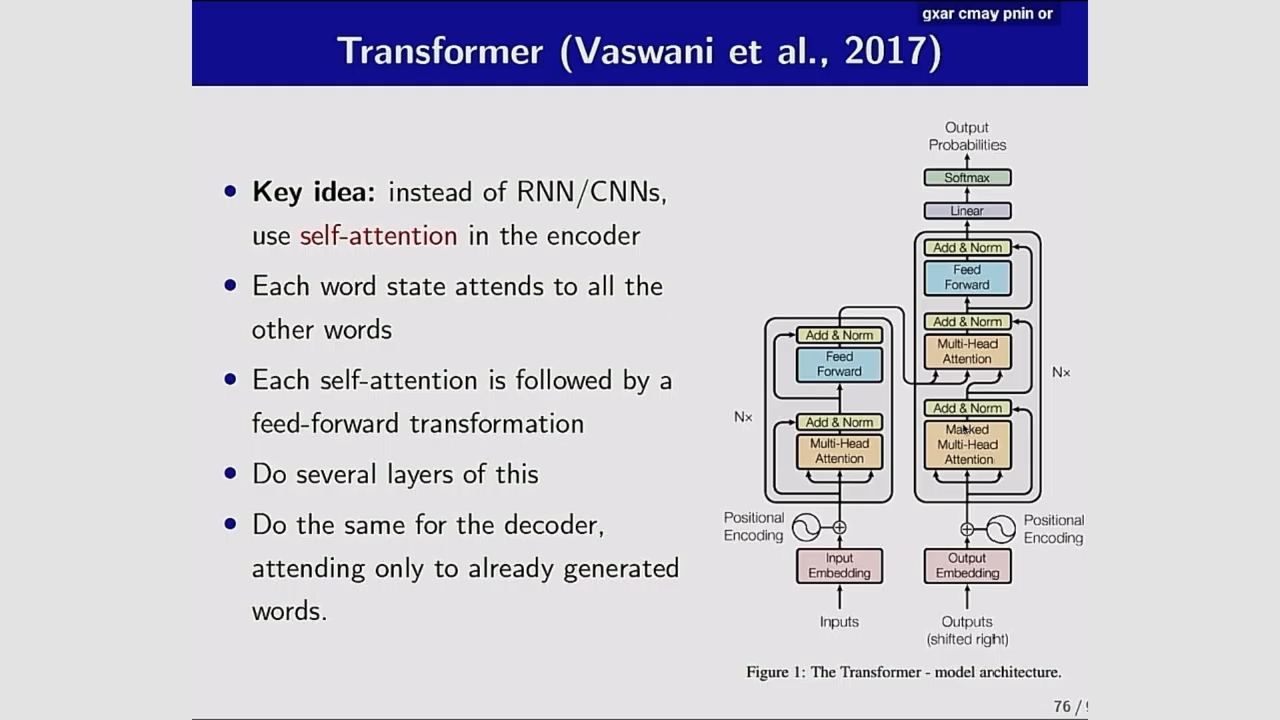 gxar cmay pnin or
Transformer (Vaswani et al., 2017)
• Key idea: instead of RNN/CNNs,
use self-attention in the encoder
• Each word state attends to all the
other words
• Each self-attention is followed by a
feed-forward transformation
• Do several layers of this
• Do the same for the decoder,
attending only to already generated
words.
Output
Probabilities
Softmax
Linear
Add & Norm
Feed
Forward
Add & Norm
Multi-Head
Attention
Nx
Add & Norm
Masked
Multi-Head
Attention
Add & Norm
Feed
Forward
Nx
Add & Norm
Multi-Head
Attention
Positional
Encoding
Positional
Encoding
Input
Embedding
Output
Embedding
Inputs
Outputs
(shifted right)
Figure 1: The Transformer - model architecture.
76 /